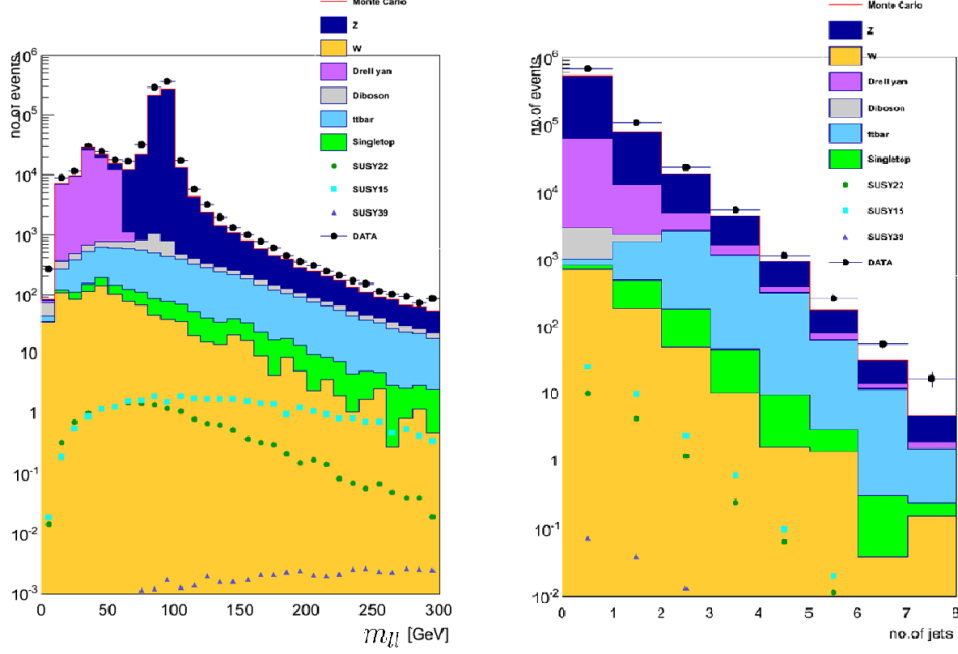 Monte Carlo
Z
W
Drell yan
Diboson
ttbar
Singletop
SUSY22
SUSY15
SUSY39
DATA
no.of events
10^6
10^5
10^4
10^3
10^2
10
1
10^-1
10^-2
10^-3
0 50 100 150 200 250 300
m_ll [GeV]
Monte Carlo
Z
W
Drell yan
Diboson
ttbar
Singletop
SUSY22
SUSY15
SUSY39
DATA
no.of events
10^6
10^5
10^4
10^3
10^2
10
1
10^-1
10^-2
0 1 2 3 4 5 6 7 8
no.of jets